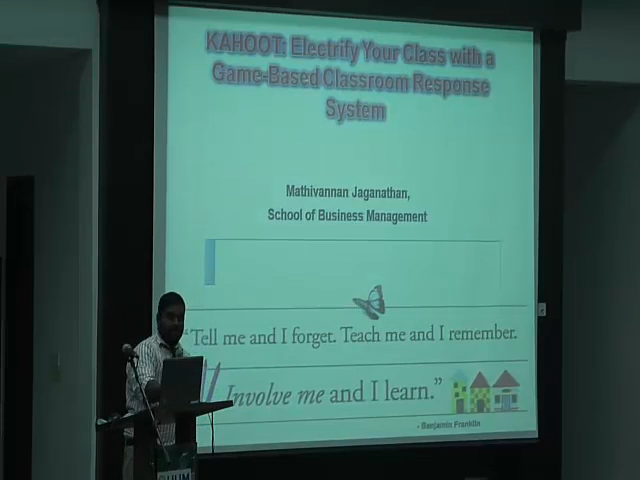 KAHOOT: Electrify Your Class with a
Game-Based Classroom Response
System
Mathivannan Jaganathan,
School of Business Management
"Tell me and I forget. Teach me and I remember.
Involve me and I learn."
- Benjamin Franklin
UUM